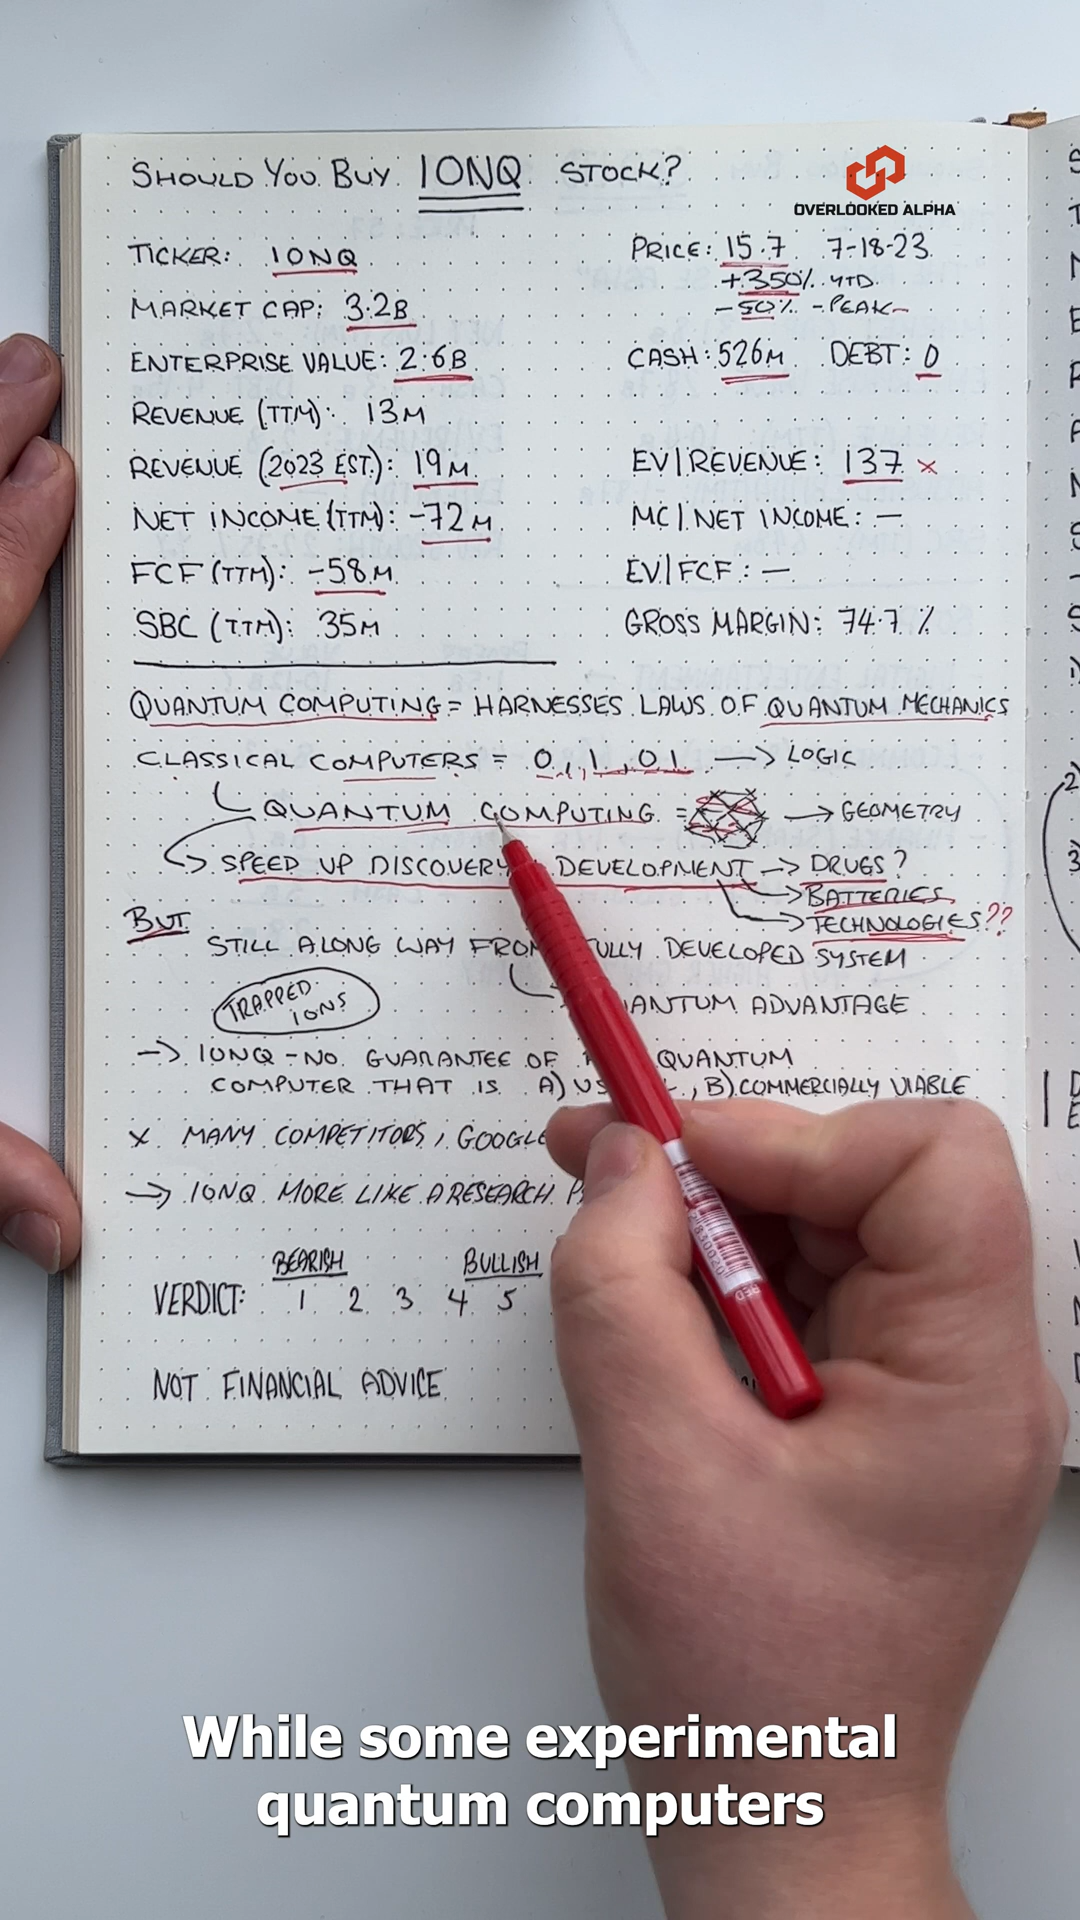 SHOULD YOU BUY IONQ STOCK?
OVERLOOKED ALPHA
TICKER: IONQ
PRICE: 15.7 7-18-23
+350% YTD
-50% - PEAK
MARKET CAP: 3.2B
ENTERPRISE VALUE: 2.6B
CASH: 526M DEBT: 0
REVENUE (TTM): 13M
REVENUE (2023 EST.): 19M
EV/REVENUE: 137 x
NET INCOME (TTM): -72M
MC/NET INCOME: —
FCF (TTM): -58M
EV/FCF: —
SBC (TTM): 35M
GROSS MARGIN: 74.7%
QUANTUM COMPUTING = HARNESSES LAWS OF QUANTUM MECHANICS
CLASSICAL COMPUTERS = 0, 1, 01 → LOGIC
QUANTUM COMPUTING = → GEOMETRY
→ SPEED UP DISCOVERY DEVELOPMENT → DRUGS?
→ BATTERIES
→ TECHNOLOGIES??
BUT
STILL A LONG WAY FROM FULLY DEVELOPED SYSTEM
ANTUM ADVANTAGE
TRAPPED
IONS
→ IONQ - NO GUARANTEE OF QUANTUM
COMPUTER THAT IS A) US , B) COMMERCIALLY VIABLE
x MANY COMPETITORS, GOOGLE
→ IONQ MORE LIKE A RESEARCH P
BEARISH BULLISH
VERDICT: 1 2 3 4 5
NOT FINANCIAL ADVICE
RED
While some experimental
quantum computers